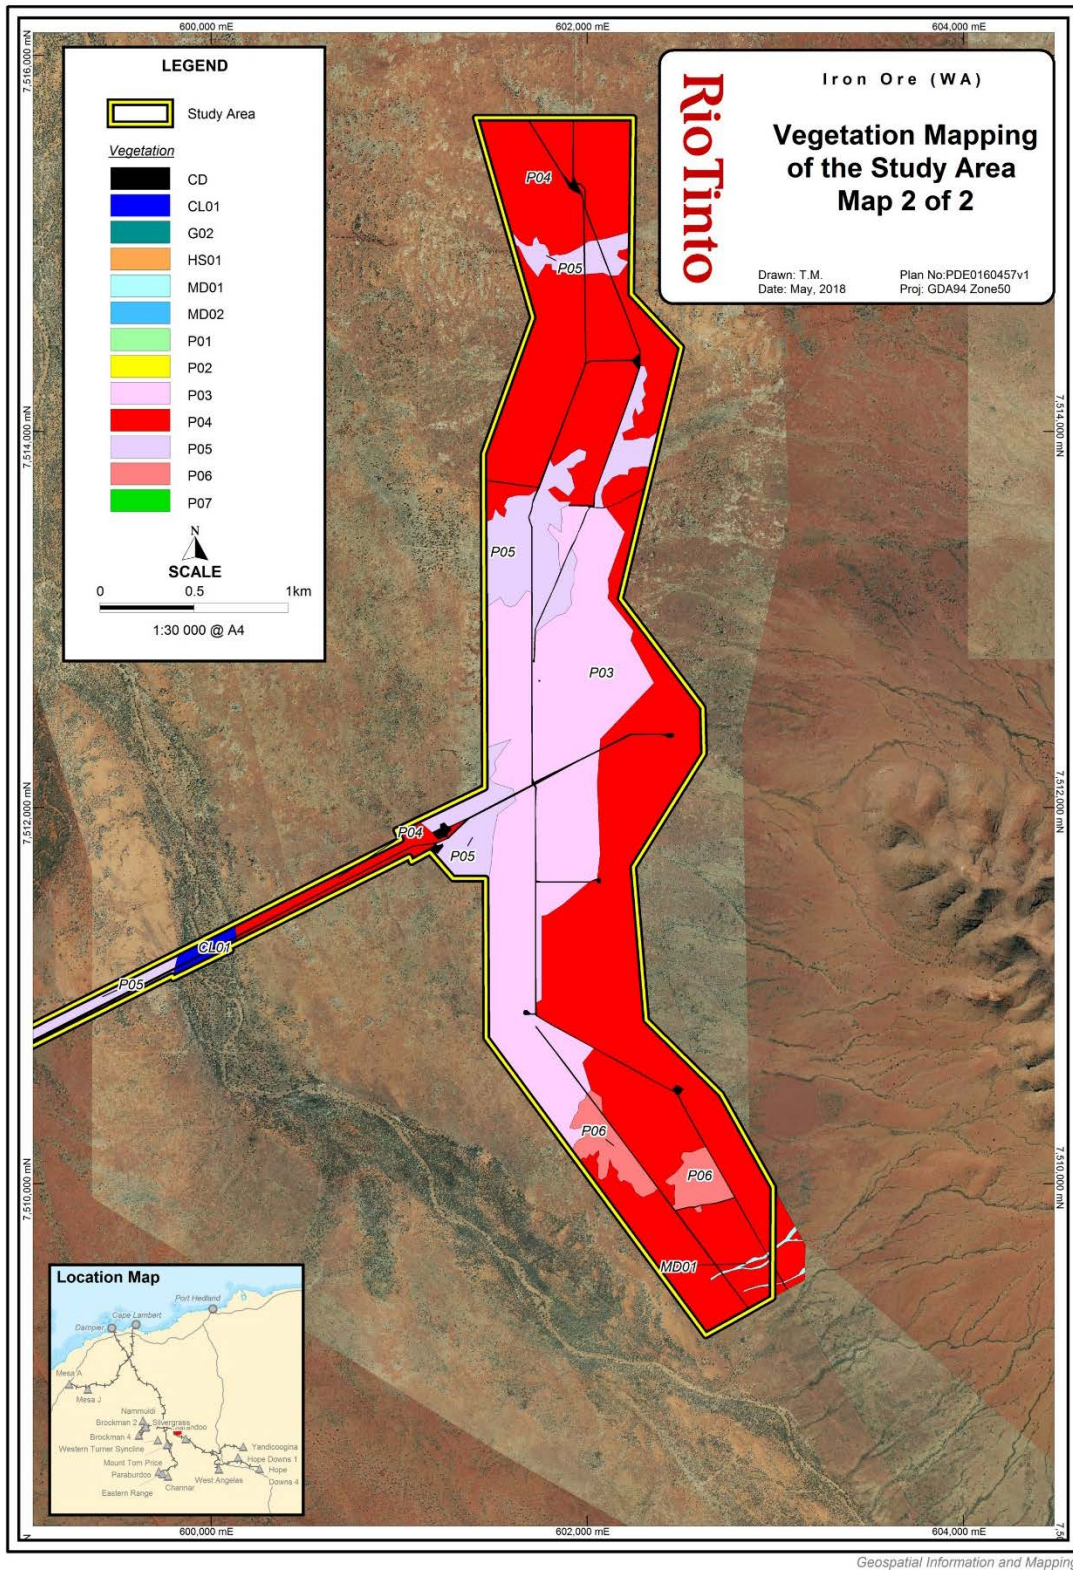 600,000 mE
602,000 mE
604,000 mE
7,516,000 mN
7,514,000 mN
7,512,000 mN
7,510,000 mN
LEGEND
Study Area
Vegetation
CD
CL01
G02
HS01
MD01
MD02
P01
P02
P03
P04
P05
P06
P07
N
SCALE
0 0.5 1km
1:30 000 @ A4
RioTinto
Iron Ore (WA)
Vegetation Mapping
of the Study Area
Map 2 of 2
Drawn: T.M.
Date: May, 2018
Plan No:PDE0160457v1
Proj: GDA94 Zone50
P04
P05
P05
P03
P04
P05
CL01
P05
P06
P06
MD01
7,514,000 mN
7,512,000 mN
7,510,000 mN
Location Map
Port Hedland
Cape Lambert
Dampier
Mesa A
Mesa J
Nammuldi
Brockman 2
Silvergrass
Brockman 4
Western Turner Syncline
Yandicoogina
Hope Downs 1
Mount Tom Price
Hope
Downs 4
Paraburdoo
West Angelas
Channar
Eastern Range
600,000 mE
602,000 mE
604,000 mE
Geospatial Information and Mapping